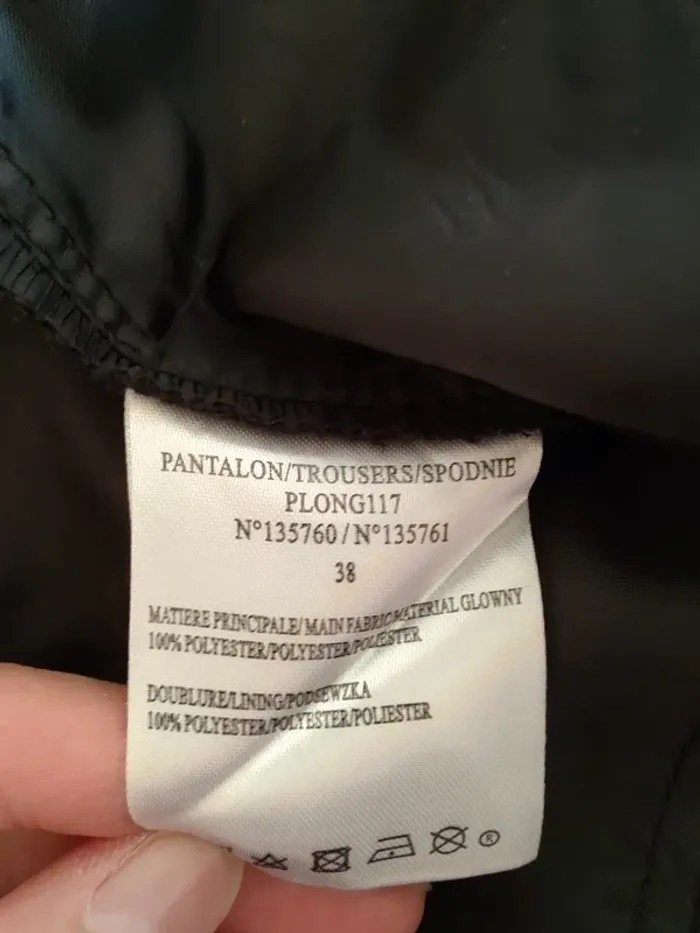 PANTALON/TROUSERS/SPODNIE
PLONG117
N°135760/N°135761
38
MATIERE PRINCIPALE/MAIN FABRIC/MATERIAL GLOWNY
100% POLYESTER/POLYESTER/POLIESTER
DOUBLURE/LINING/PODSEWZKA
100% POLYESTER/POLYESTER/POLIESTER
®